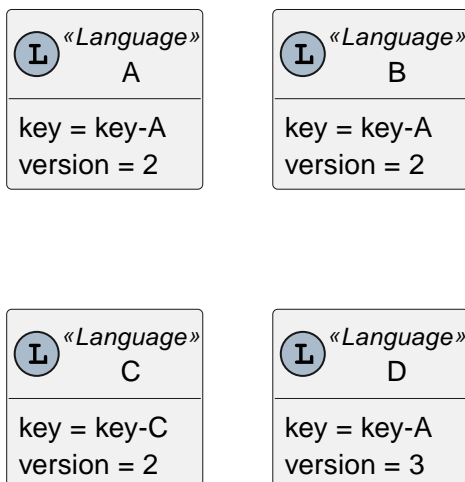 L «Language»
A
key = key-A
version = 2
L «Language»
B
key = key-A
version = 2
L «Language»
C
key = key-C
version = 2
L «Language»
D
key = key-A
version = 3